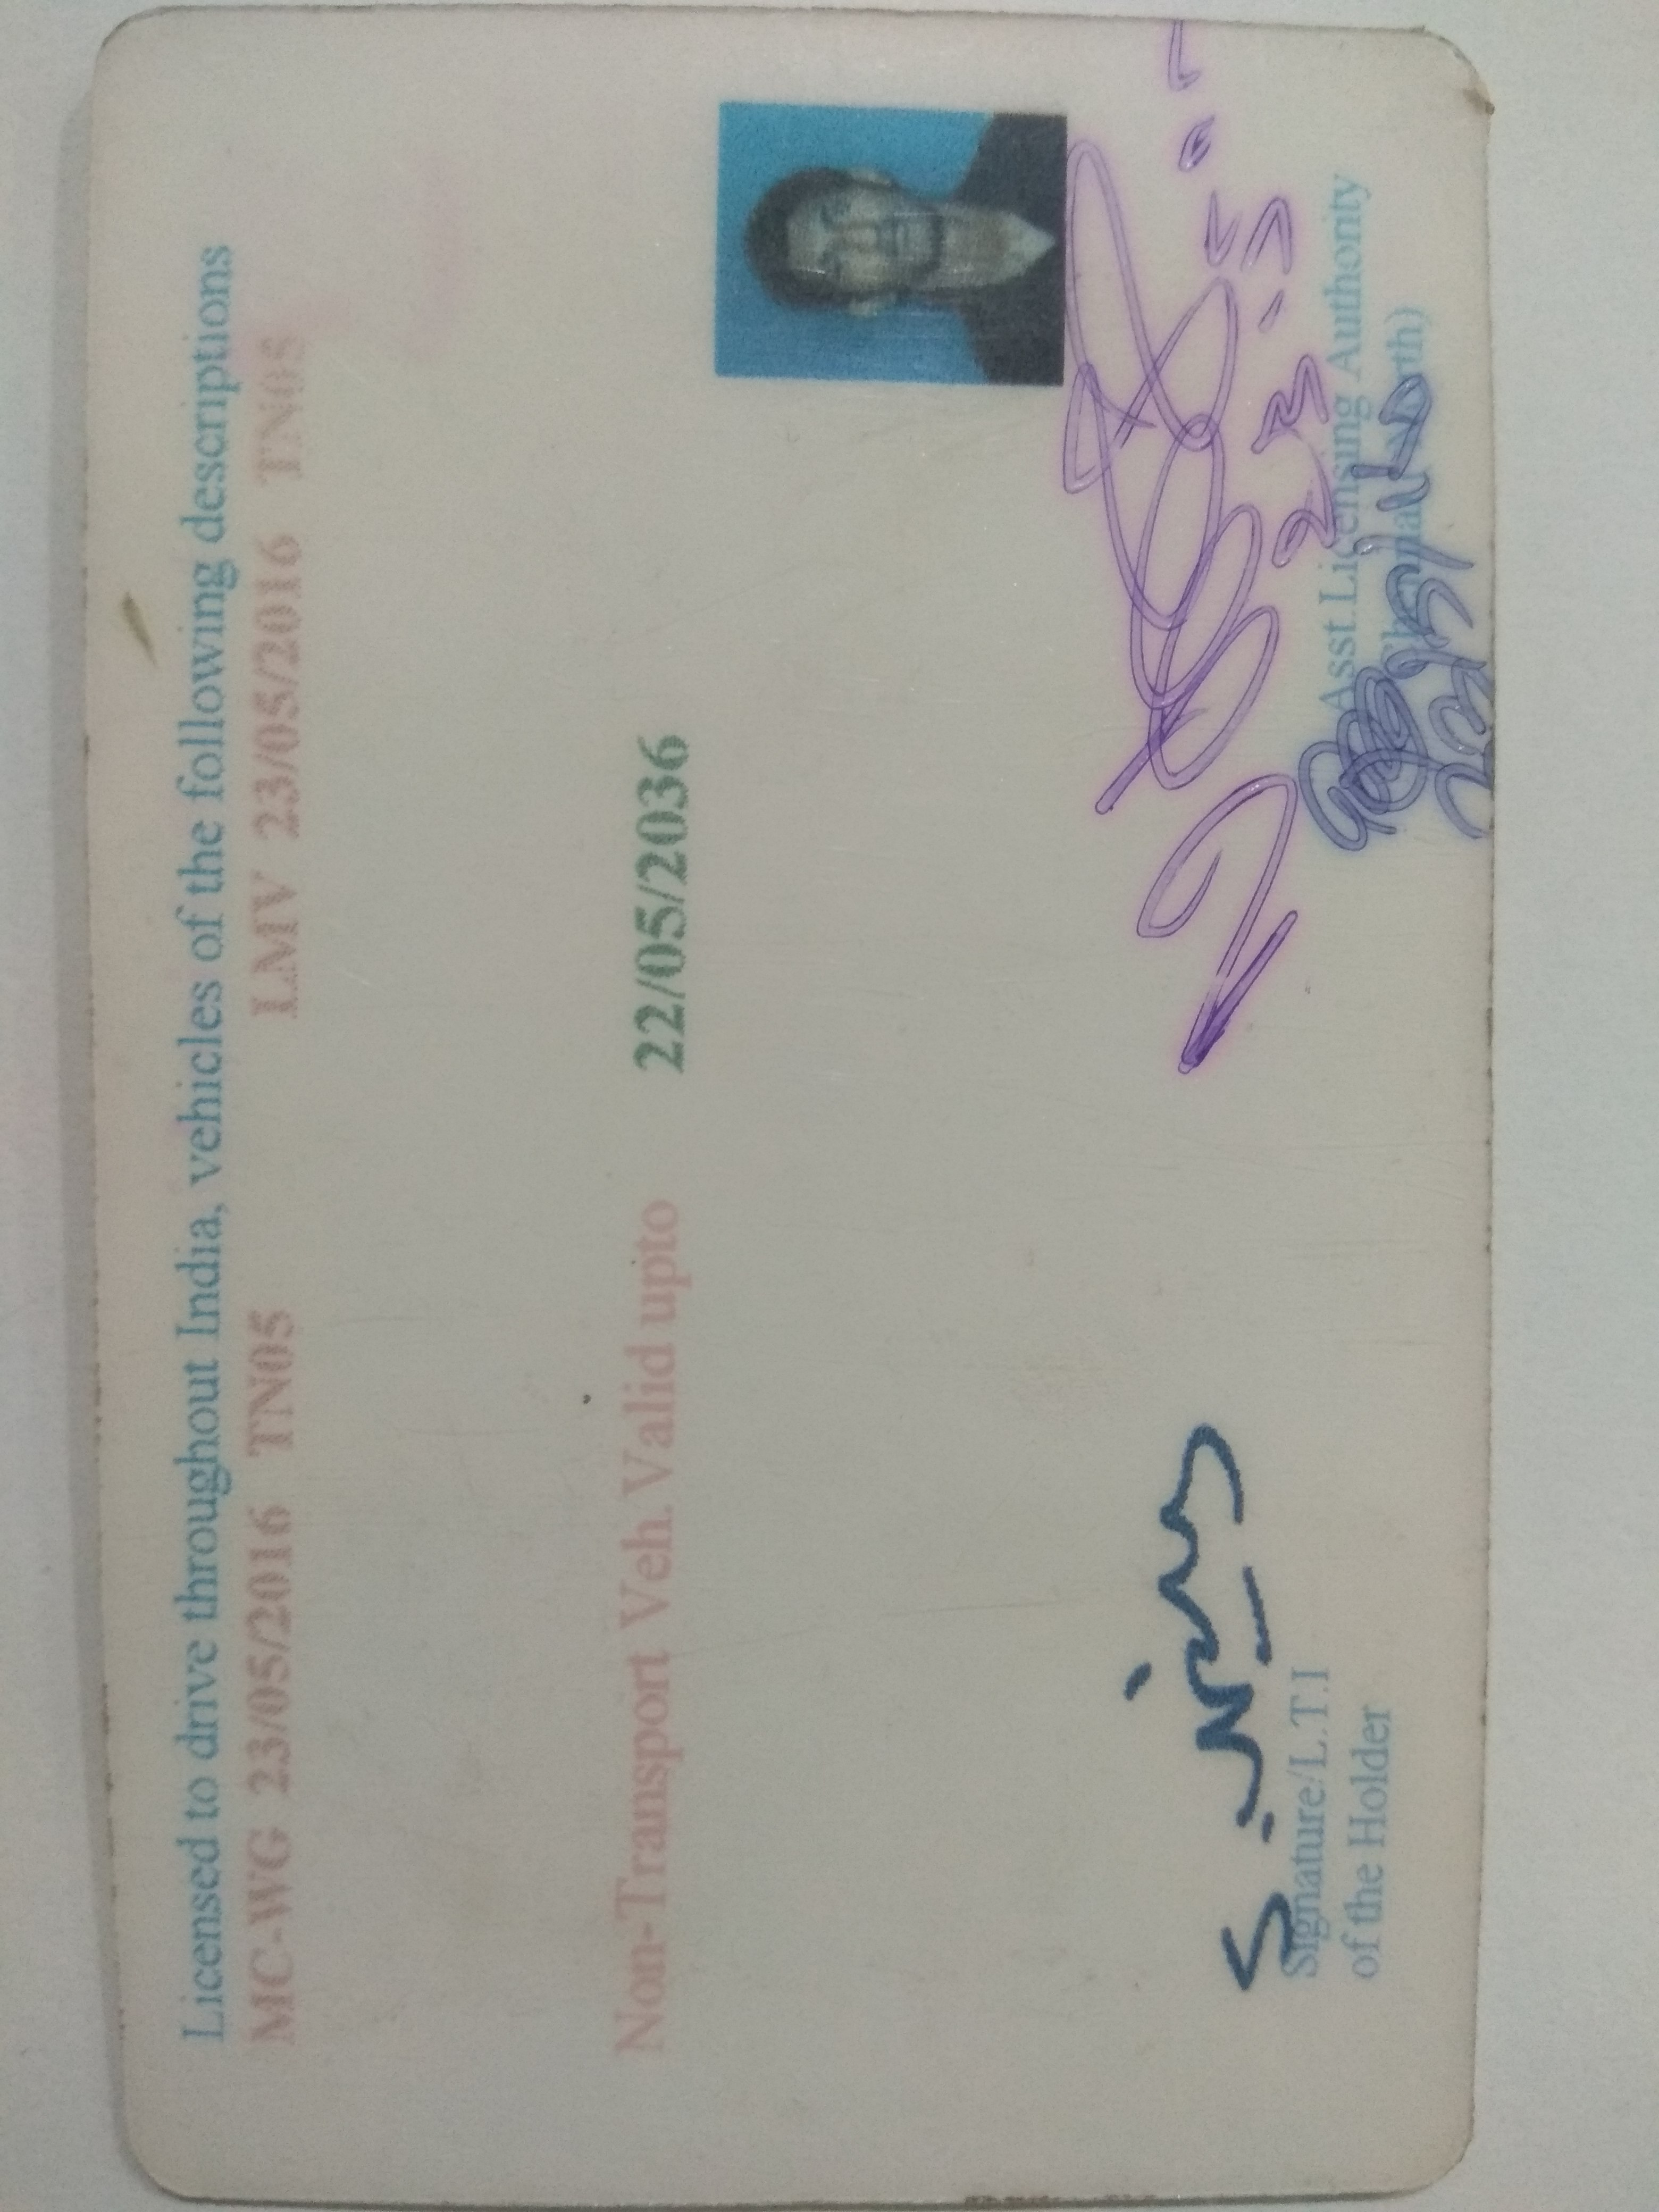 Licensed to drive throughout India, vehicles of the following descriptions
MC-WG 23/05/2016 TN05 LMV 23/05/2016 TN05
Non-Transport Veh. Valid upto 22/05/2036
Signature/L.T.I
of the Holder
Asst.Licensing Authority